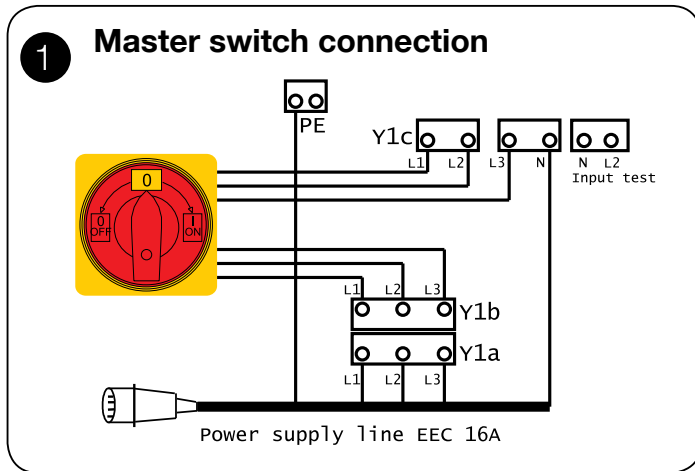 1 Master switch connection
PE
Y1c
L1 L2 L3 N N L2
Input test
0
0 OFF
I ON
L1 L2 L3
Y1b
Y1a
L1 L2 L3
Power supply line EEC 16A